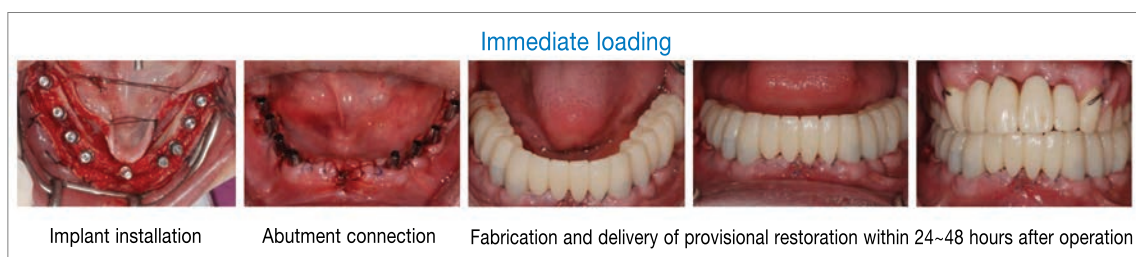 Immediate loading
Implant installation
Abutment connection
Fabrication and delivery of provisional restoration within 24~48 hours after operation